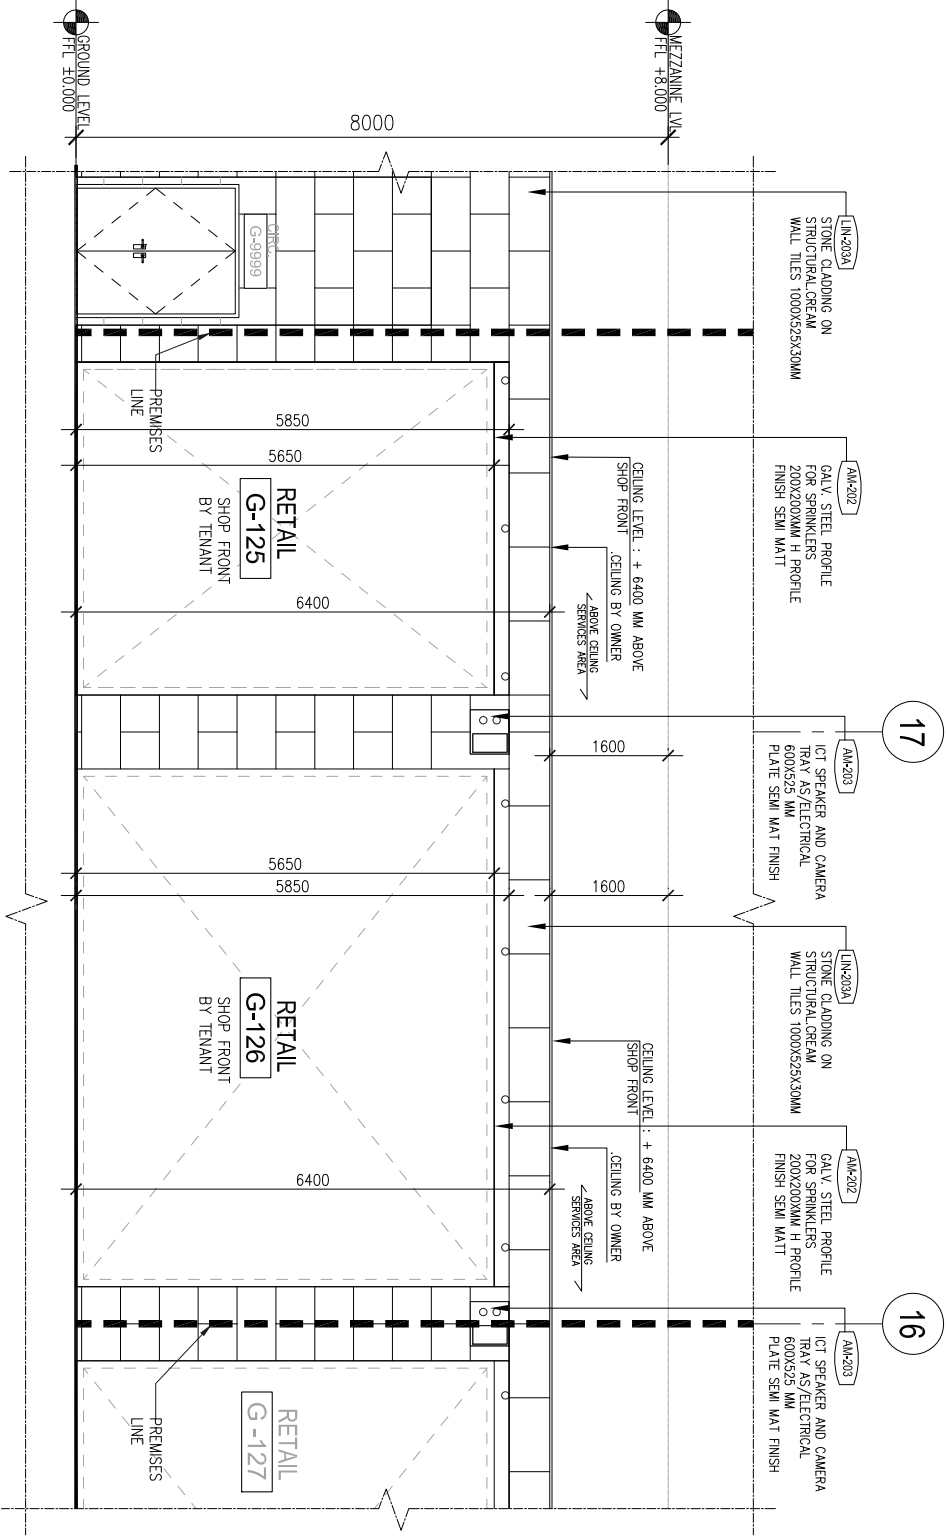 MEZZANINE LVL
FFL +8.000
GROUND LEVEL
FFL ±0.000
8000
LIN-203A
STONE CLADDING ON
STRUCTURAL.CREAM
WALL TILES 1000X525X30MM
AM-202
GALV. STEEL PROFILE
FOR SPRINKLERS
200X200XMM H PROFILE
FINISH SEMI MATT
17
AM-203
ICT SPEAKER AND CAMERA
TRAY AS/ELECTRICAL
600X525 MM
PLATE SEMI MAT FINISH
LIN-203A
STONE CLADDING ON
STRUCTURAL.CREAM
WALL TILES 1000X525X30MM
AM-202
GALV. STEEL PROFILE
FOR SPRINKLERS
200X200XMM H PROFILE
FINISH SEMI MATT
16
AM-203
ICT SPEAKER AND CAMERA
TRAY AS/ELECTRICAL
600X525 MM
PLATE SEMI MAT FINISH
CEILING LEVEL : + 6400 MM ABOVE
SHOP FRONT
.CEILING BY OWNER
ABOVE CEILING
SERVICES AREA
1600
1600
CEILING LEVEL : + 6400 MM ABOVE
SHOP FRONT
.CEILING BY OWNER
ABOVE CEILING
SERVICES AREA
CIRC.
G-9999
PREMISES
LINE
5850
5650
RETAIL
G-125
SHOP FRONT
BY TENANT
6400
5650
5850
RETAIL
G-126
SHOP FRONT
BY TENANT
6400
PREMISES
LINE
RETAIL
G -127